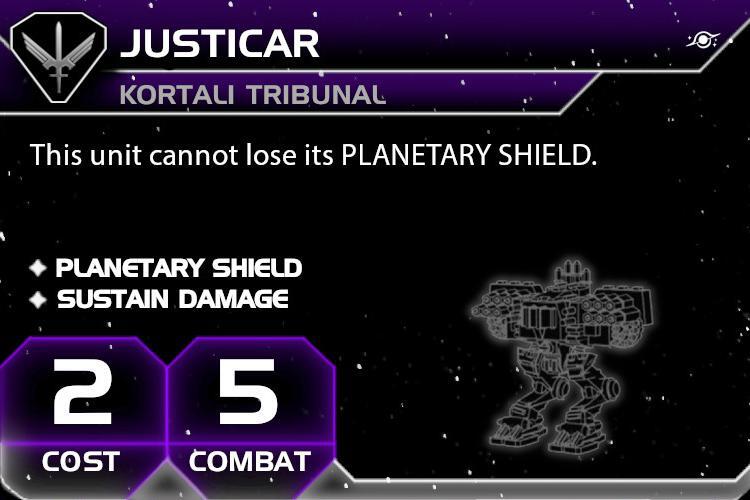 JUSTICAR
KORTALI TRIBUNAL
This unit cannot lose its PLANETARY SHIELD.
PLANETARY SHIELD
SUSTAIN DAMAGE
2 5
COST COMBAT